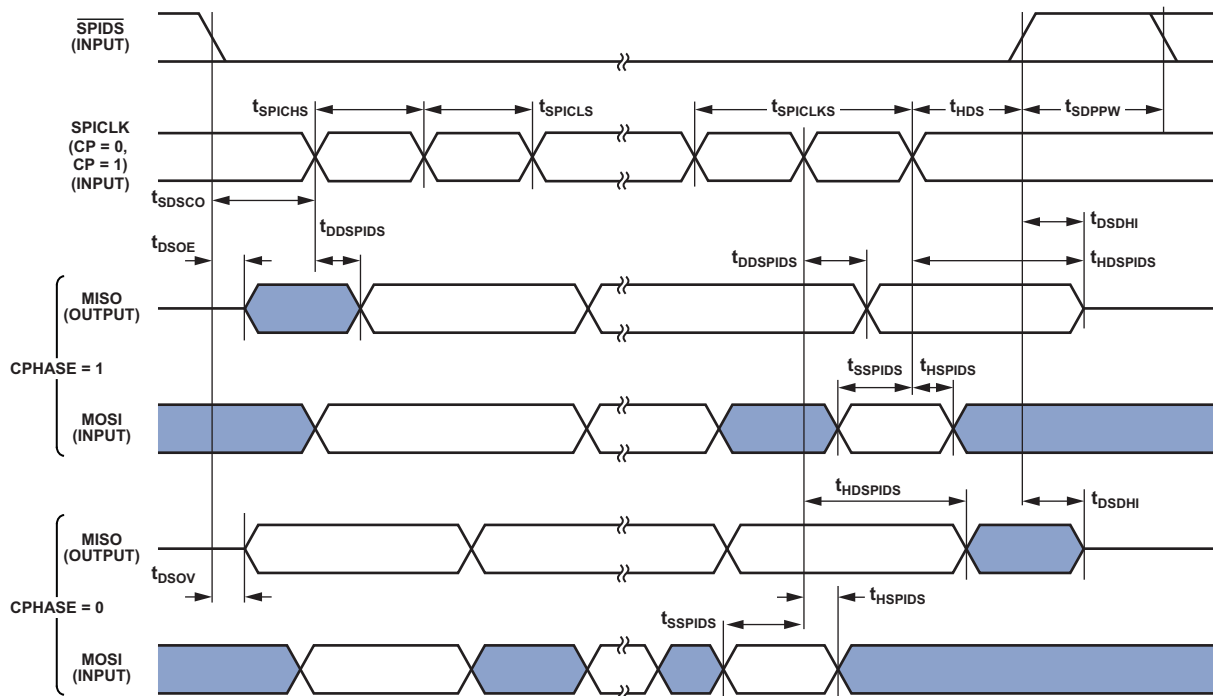 SPIDS
(INPUT)
tSPICHS
tSPICLS
tSPICLKS
tHDS
tSDPPW
SPICLK
(CP = 0,
CP = 1)
(INPUT)
tSDSCO
tDSOE
tDDSPIDS
tDDSPIDS
tDSDHI
tHDSPIDS
MISO
(OUTPUT)
CPHASE = 1
tSSPIDS
tHSPIDS
MOSI
(INPUT)
tHDSPIDS
tDSDHI
MISO
(OUTPUT)
tDSOV
CPHASE = 0
tHSPIDS
tSSPIDS
MOSI
(INPUT)